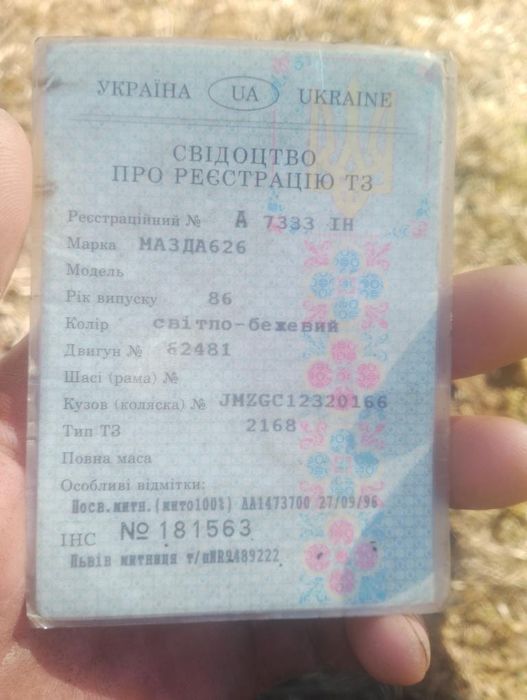 УКРАЇНА UA UKRAINE
СВІДОЦТВО
ПРО РЕЄСТРАЦІЮ ТЗ
Реєстраційний № А 7333 ІН
Марка МАЗДА626
Модель
Рік випуску 86
Колір світло-бежевий
Двигун № 62481
Шасі (рама) №
Кузов (коляска) № JMZGC12320166
Тип ТЗ 2168
Повна маса
Особливі відмітки:
Посв.митн.(мито100%) АА1473700 27/09/96
ІНС № 181563
Львів митниця т/п